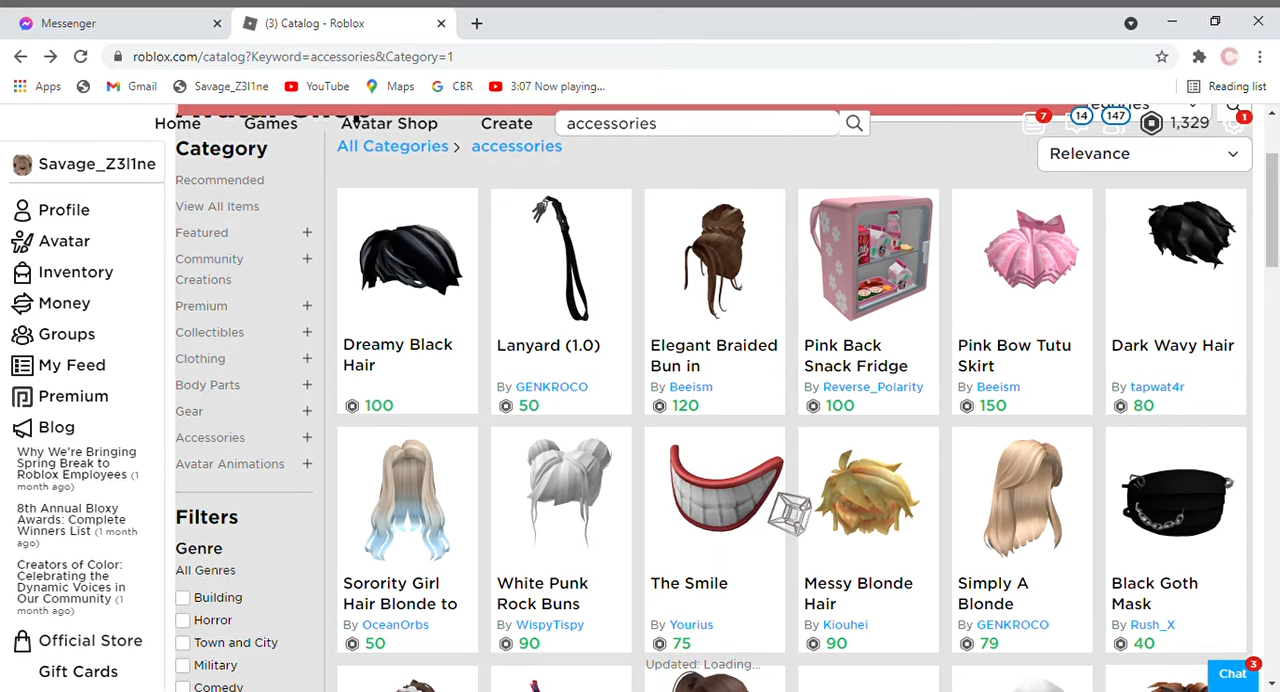 Messenger
(3) Catalog - Roblox
roblox.com/catalog?Keyword=accessories&Category=1
Apps
Gmail
Savage_Z3l1ne
YouTube
Maps
CBR
3:07 Now playing...
Reading list
Home
Games
Avatar Shop
Create
accessories
7
14
147
1,329
1
Savage_Z3l1ne
Profile
Avatar
Inventory
Money
Groups
My Feed
Premium
Blog
Why We're Bringing
Spring Break to
Roblox Employees (1
month ago)
8th Annual Bloxy
Awards: Complete
Winners List (1 month
ago)
Creators of Color:
Celebrating the
Dynamic Voices in
Our Community (1
month ago)
Official Store
Gift Cards
Category
Recommended
View All Items
Featured +
Community +
Creations
Premium +
Collectibles +
Clothing +
Body Parts +
Gear +
Accessories +
Avatar Animations +
Filters
Genre
All Genres
Building
Horror
Town and City
Military
Comedy
All Categories > accessories
Relevance
Dreamy Black
Hair
100
Lanyard (1.0)
By GENKROCO
50
Elegant Braided
Bun in
By Beeism
120
Pink Back
Snack Fridge
By Reverse_Polarity
100
Pink Bow Tutu
Skirt
By Beeism
150
Dark Wavy Hair
By tapwat4r
80
Sorority Girl
Hair Blonde to
By OceanOrbs
50
White Punk
Rock Buns
By WispyTispy
90
The Smile
By Yourius
75
Messy Blonde
Hair
By Kiouhei
90
Simply A
Blonde
By GENKROCO
79
Black Goth
Mask
By Rush_X
40
Updated: Loading...
Chat
3